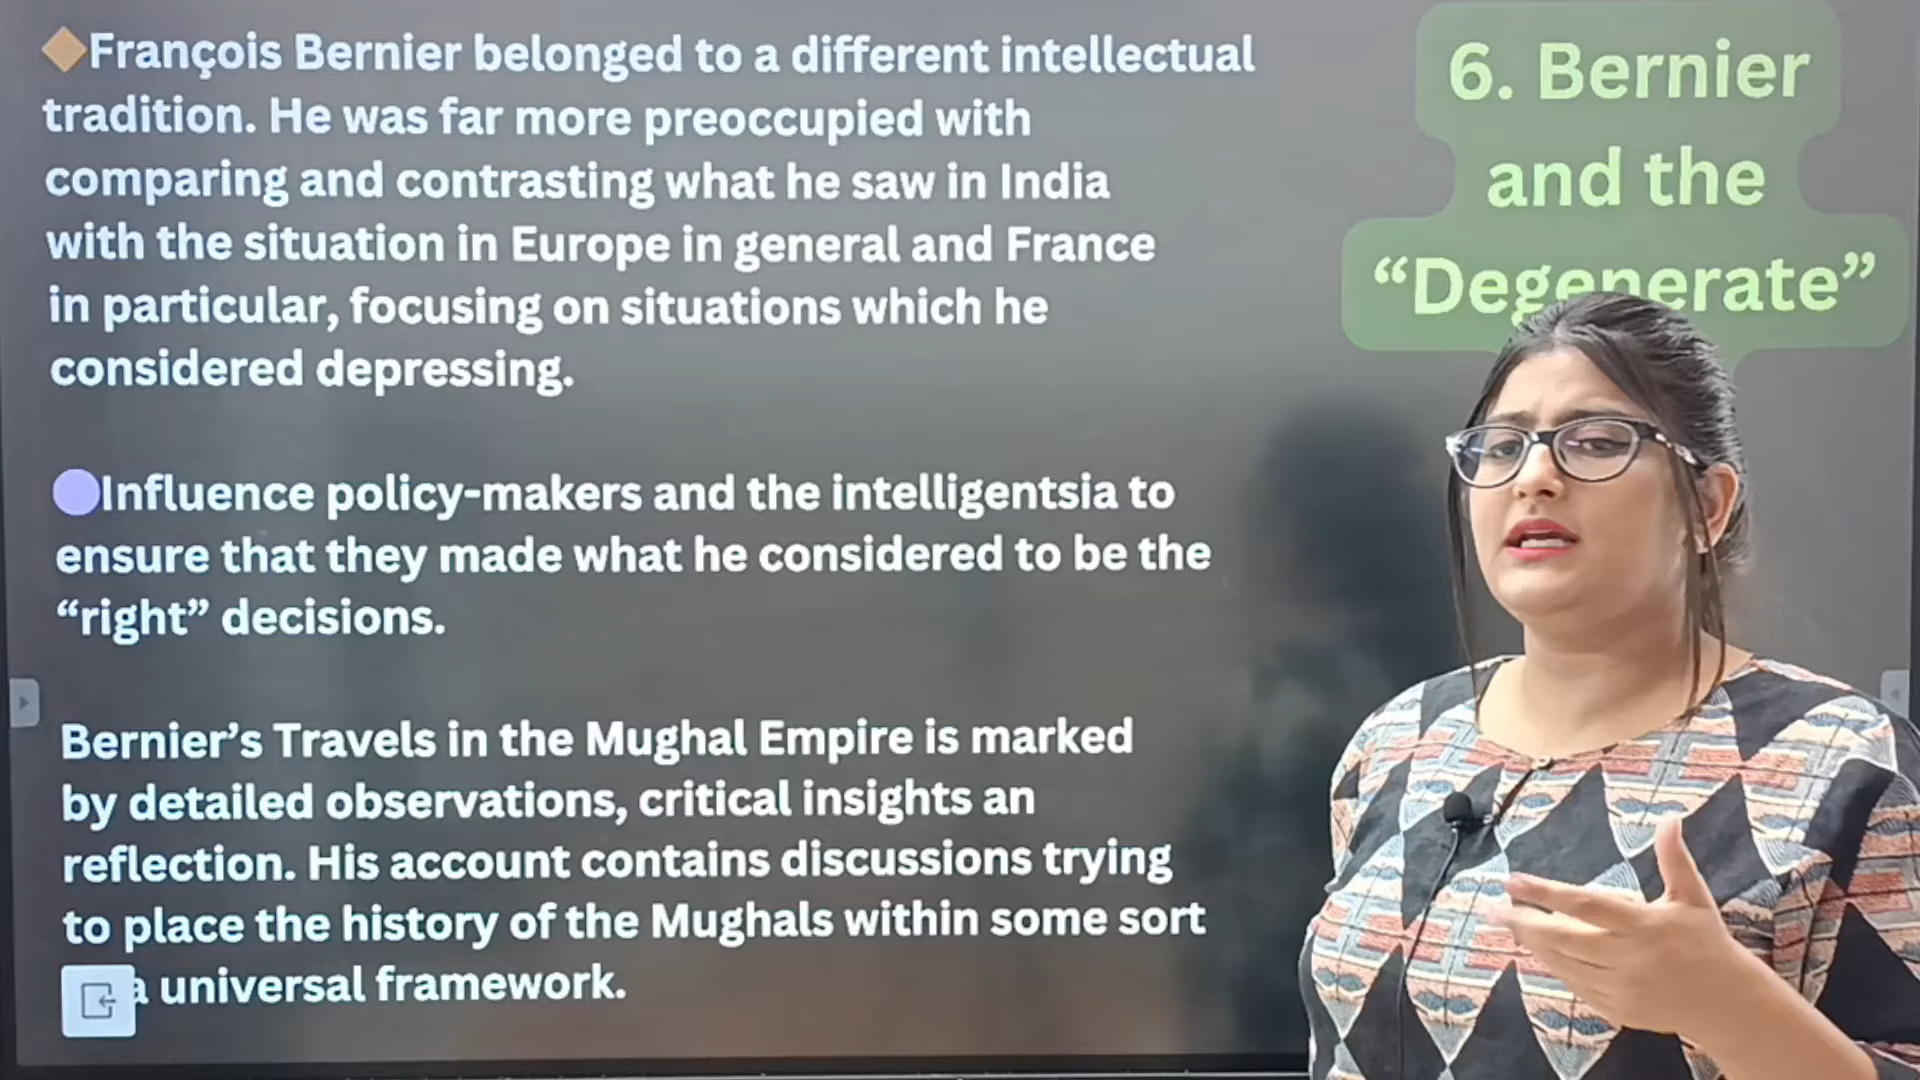 François Bernier belonged to a different intellectual
tradition. He was far more preoccupied with
comparing and contrasting what he saw in India
with the situation in Europe in general and France
in particular, focusing on situations which he
considered depressing.
Influence policy-makers and the intelligentsia to
ensure that they made what he considered to be the
“right” decisions.
Bernier’s Travels in the Mughal Empire is marked
by detailed observations, critical insights an
reflection. His account contains discussions trying
to place the history of the Mughals within some sort
a universal framework.
6. Bernier
and the
“Degenerate”